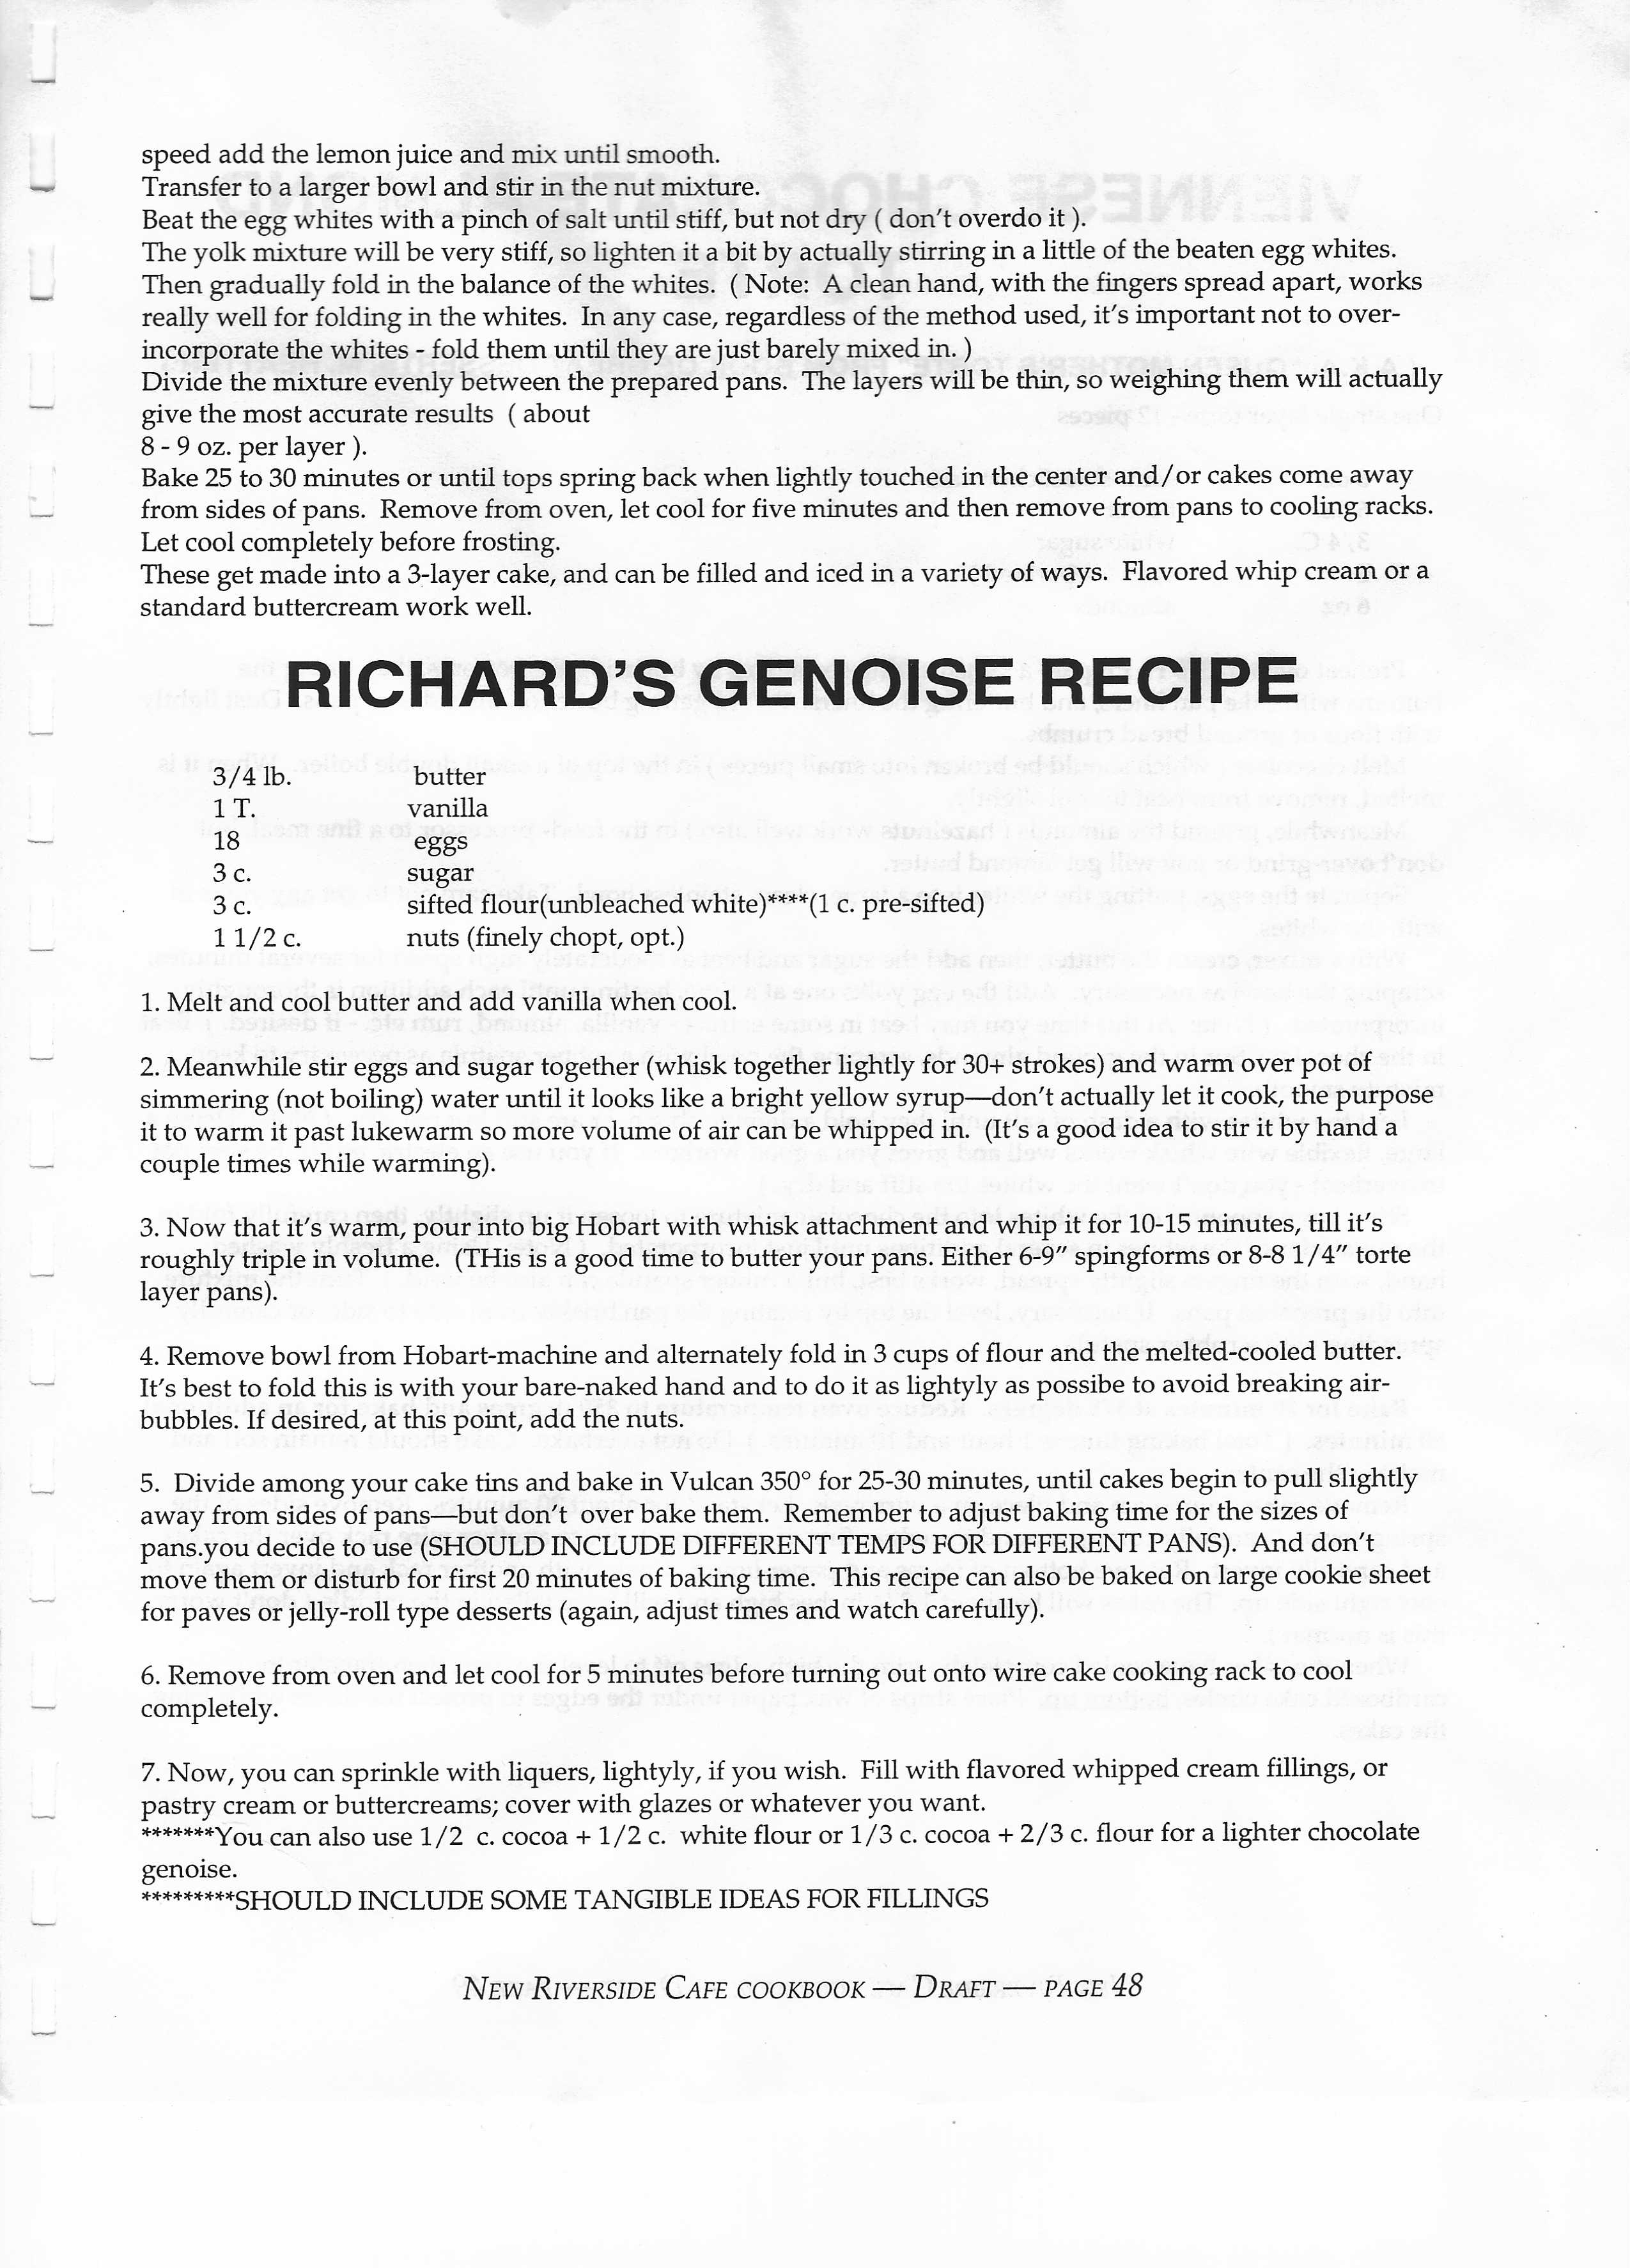 speed add the lemon juice and mix until smooth.
Transfer to a larger bowl and stir in the nut mixture.
Beat the egg whites with a pinch of salt until stiff, but not dry ( don't overdo it ).
The yolk mixture will be very stiff, so lighten it a bit by actually stirring in a little of the beaten egg whites.
Then gradually fold in the balance of the whites. ( Note: A clean hand, with the fingers spread apart, works
really well for folding in the whites. In any case, regardless of the method used, it's important not to over-
incorporate the whites - fold them until they are just barely mixed in. )
Divide the mixture evenly between the prepared pans. The layers will be thin, so weighing them will actually
give the most accurate results ( about
8 - 9 oz. per layer ).
Bake 25 to 30 minutes or until tops spring back when lightly touched in the center and/or cakes come away
from sides of pans. Remove from oven, let cool for five minutes and then remove from pans to cooling racks.
Let cool completely before frosting.
These get made into a 3-layer cake, and can be filled and iced in a variety of ways. Flavored whip cream or a
standard buttercream work well.
RICHARD'S GENOISE RECIPE
3/4 lb. butter
1 T. vanilla
18 eggs
3 c. sugar
3 c. sifted flour(unbleached white)****(1 c. pre-sifted)
1 1/2 c. nuts (finely chopt, opt.)
1. Melt and cool butter and add vanilla when cool.
2. Meanwhile stir eggs and sugar together (whisk together lightly for 30+ strokes) and warm over pot of
simmering (not boiling) water until it looks like a bright yellow syrup—don't actually let it cook, the purpose
it to warm it past lukewarm so more volume of air can be whipped in. (It's a good idea to stir it by hand a
couple times while warming).
3. Now that it's warm, pour into big Hobart with whisk attachment and whip it for 10-15 minutes, till it's
roughly triple in volume. (THis is a good time to butter your pans. Either 6-9" spingforms or 8-8 1/4" torte
layer pans).
4. Remove bowl from Hobart-machine and alternately fold in 3 cups of flour and the melted-cooled butter.
It's best to fold this is with your bare-naked hand and to do it as lightyly as possibe to avoid breaking air-
bubbles. If desired, at this point, add the nuts.
5. Divide among your cake tins and bake in Vulcan 350° for 25-30 minutes, until cakes begin to pull slightly
away from sides of pans—but don't over bake them. Remember to adjust baking time for the sizes of
pans.you decide to use (SHOULD INCLUDE DIFFERENT TEMPS FOR DIFFERENT PANS). And don't
move them or disturb for first 20 minutes of baking time. This recipe can also be baked on large cookie sheet
for paves or jelly-roll type desserts (again, adjust times and watch carefully).
6. Remove from oven and let cool for 5 minutes before turning out onto wire cake cooking rack to cool
completely.
7. Now, you can sprinkle with liquers, lightyly, if you wish. Fill with flavored whipped cream fillings, or
pastry cream or buttercreams; cover with glazes or whatever you want.
*******You can also use 1/2 c. cocoa + 1/2 c. white flour or 1/3 c. cocoa + 2/3 c. flour for a lighter chocolate
genoise.
*********SHOULD INCLUDE SOME TANGIBLE IDEAS FOR FILLINGS
NEW RIVERSIDE CAFE COOKBOOK — DRAFT — PAGE 48